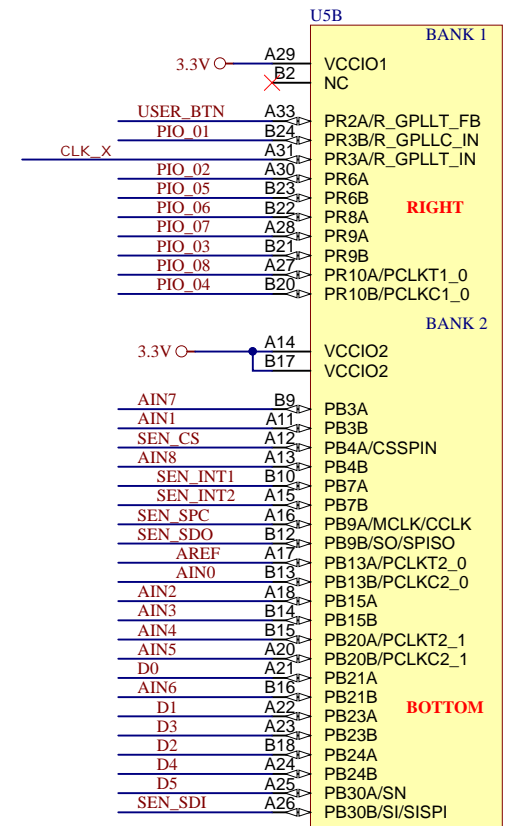 U5B
BANK 1
3.3V A29 VCCIO1
B2 NC
USER_BTN A33 PR2A/R_GPLLT_FB
PIO_01 B24 PR3B/R_GPLLC_IN
CLK_X A31 PR3A/R_GPLLT_IN
PIO_02 A30 PR6A
PIO_05 B23 PR6B
PIO_06 B22 PR8A
RIGHT
PIO_07 A28 PR9A
PIO_03 B21 PR9B
PIO_08 A27 PR10A/PCLKT1_0
PIO_04 B20 PR10B/PCLKC1_0
BANK 2
3.3V A14 VCCIO2
B17 VCCIO2
AIN7 B9 PB3A
AIN1 A11 PB3B
SEN_CS A12 PB4A/CSSPIN
AIN8 A13 PB4B
SEN_INT1 B10 PB7A
SEN_INT2 A15 PB7B
SEN_SPC A16 PB9A/MCLK/CCLK
SEN_SDO B12 PB9B/SO/SPISO
AREF A17 PB13A/PCLKT2_0
AIN0 B13 PB13B/PCLKC2_0
AIN2 A18 PB15A
AIN3 B14 PB15B
AIN4 B15 PB20A/PCLKT2_1
AIN5 A20 PB20B/PCLKC2_1
D0 A21 PB21A
AIN6 B16 PB21B
D1 A22 PB23A
BOTTOM
D3 A23 PB23B
D2 B18 PB24A
D4 A24 PB24B
D5 A25 PB30A/SN
SEN_SDI A26 PB30B/SI/SISPI